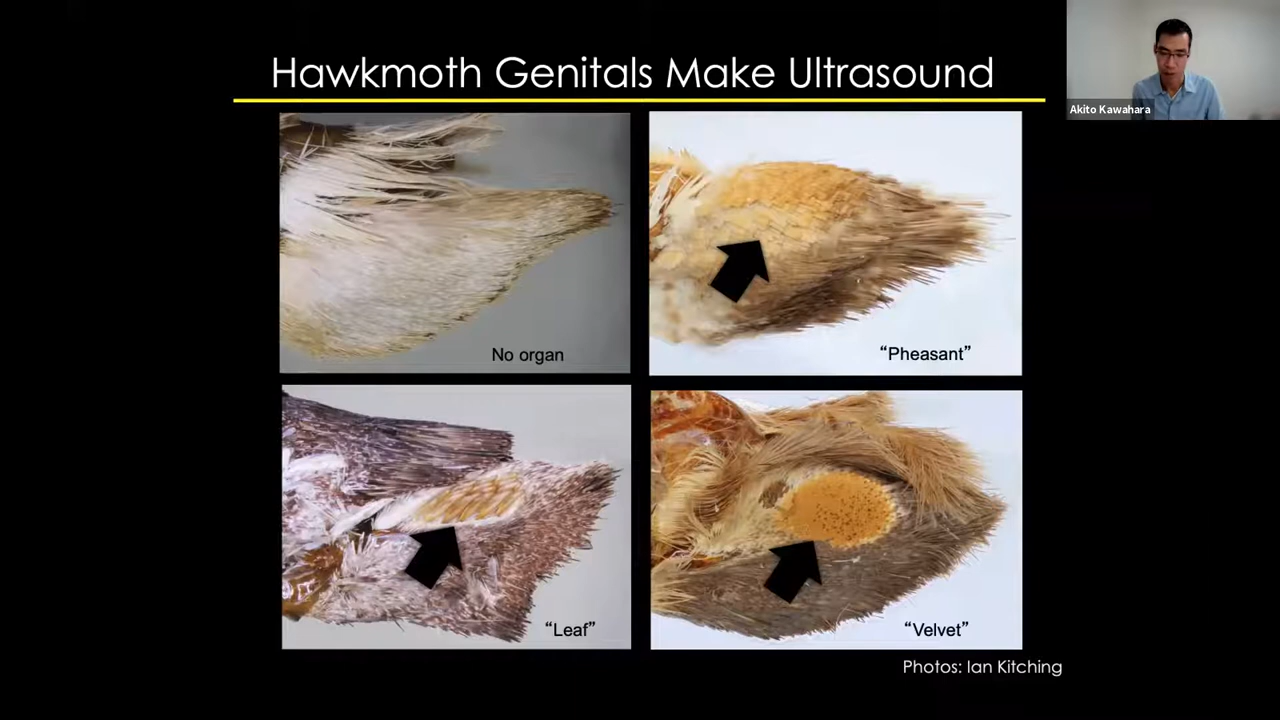 Hawkmoth Genitals Make Ultrasound
Akito Kawahara
No organ
“Pheasant”
“Leaf”
“Velvet”
Photos: Ian Kitching